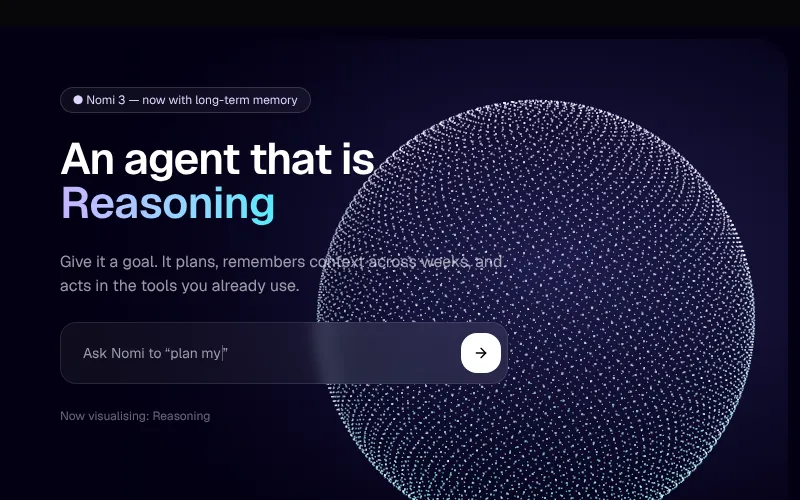 Nomi 3 — now with long-term memory
An agent that is
Reasoning
Give it a goal. It plans, remembers context across weeks, and
acts in the tools you already use.
Ask Nomi to “plan my”
Now visualising: Reasoning